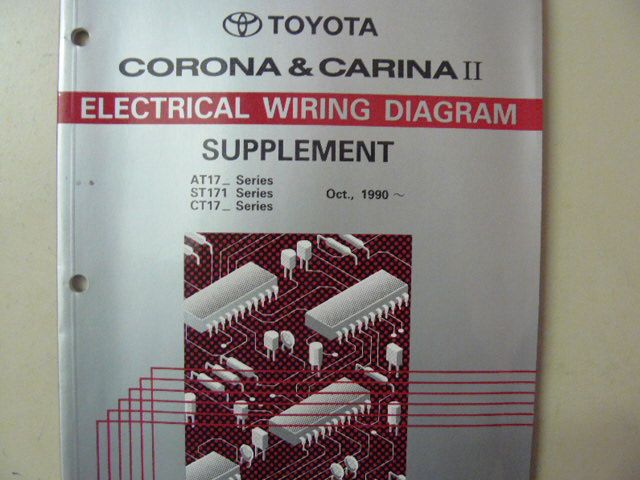 TOYOTA
CORONA & CARINA II
ELECTRICAL WIRING DIAGRAM
SUPPLEMENT
AT17_ Series
ST171 Series Oct., 1990 ~
CT17_ Series